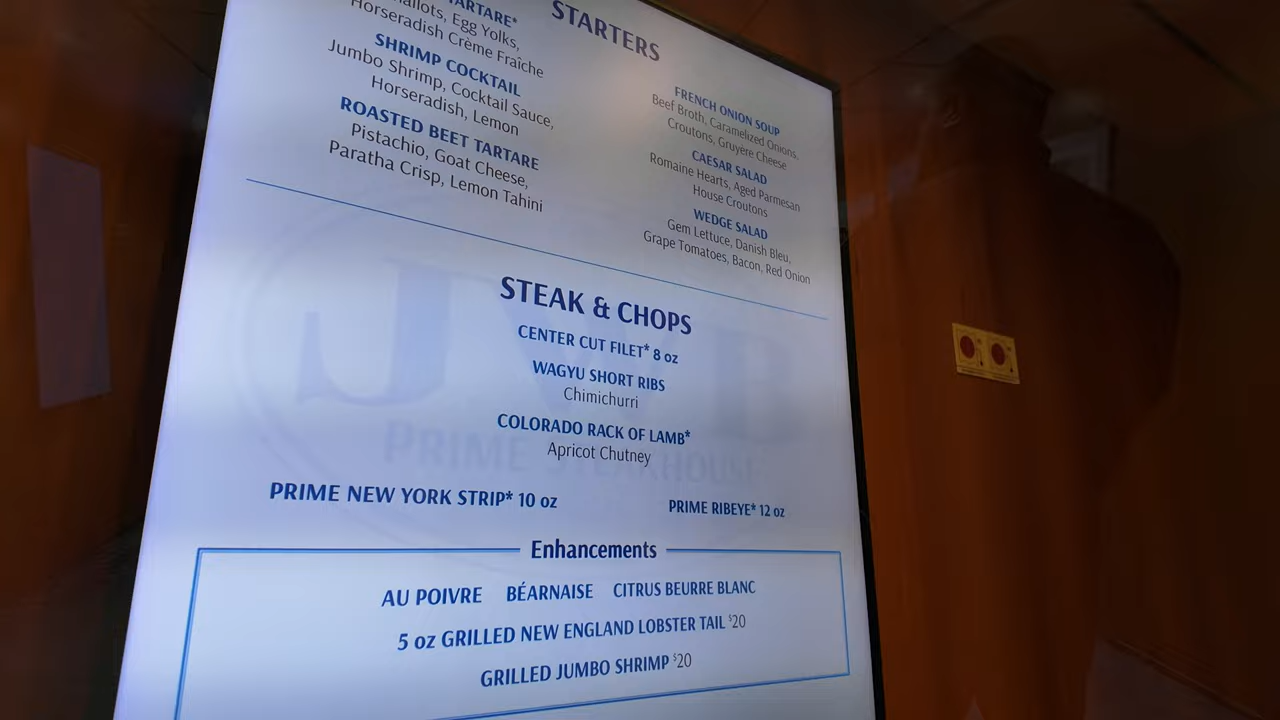 STARTERS
TARTARE*
Egg Yolks,
Horseradish Crème Fraîche
SHRIMP COCKTAIL
Jumbo Shrimp, Cocktail Sauce,
Horseradish, Lemon
ROASTED BEET TARTARE
Pistachio, Goat Cheese,
Paratha Crisp, Lemon Tahini
FRENCH ONION SOUP
Beef Broth, Caramelized Onions,
Croutons, Gruyere Cheese
CAESAR SALAD
Romaine Hearts, Aged Parmesan
House Croutons
WEDGE SALAD
Gem Lettuce, Danish Bleu,
Grape Tomatoes, Bacon, Red Onion
STEAK & CHOPS
CENTER CUT FILET* 8 oz
WAGYU SHORT RIBS
Chimichurri
COLORADO RACK OF LAMB*
Apricot Chutney
JWB
PRIME STEAKHOUSE
PRIME NEW YORK STRIP* 10 oz
PRIME RIBEYE* 12 oz
Enhancements
AU POIVRE BÉARNAISE CITRUS BEURRE BLANC
5 oz GRILLED NEW ENGLAND LOBSTER TAIL $20
GRILLED JUMBO SHRIMP $20